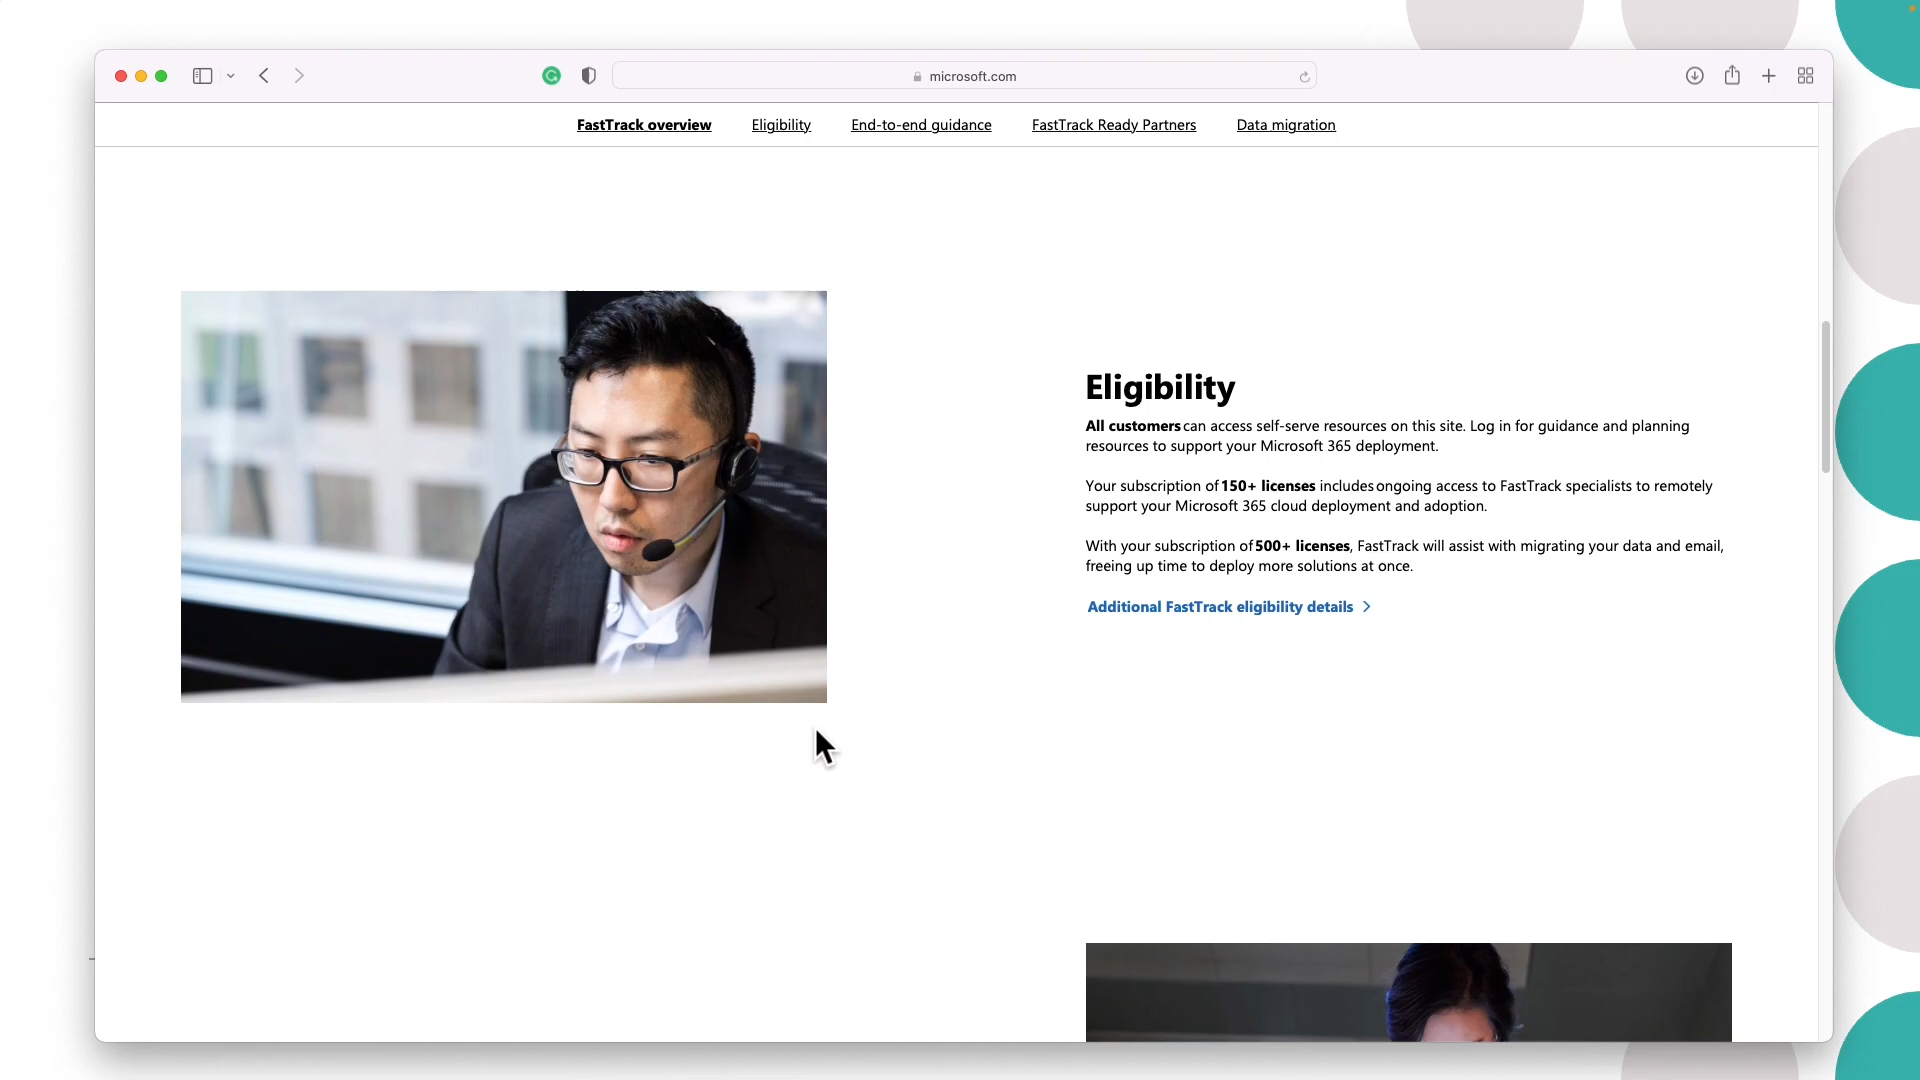 microsoft.com
FastTrack overview
Eligibility
End-to-end guidance
FastTrack Ready Partners
Data migration
Eligibility
All customers can access self-serve resources on this site. Log in for guidance and planning
resources to support your Microsoft 365 deployment.
Your subscription of 150+ licenses includes ongoing access to FastTrack specialists to remotely
support your Microsoft 365 cloud deployment and adoption.
With your subscription of 500+ licenses, FastTrack will assist with migrating your data and email,
freeing up time to deploy more solutions at once.
Additional FastTrack eligibility details